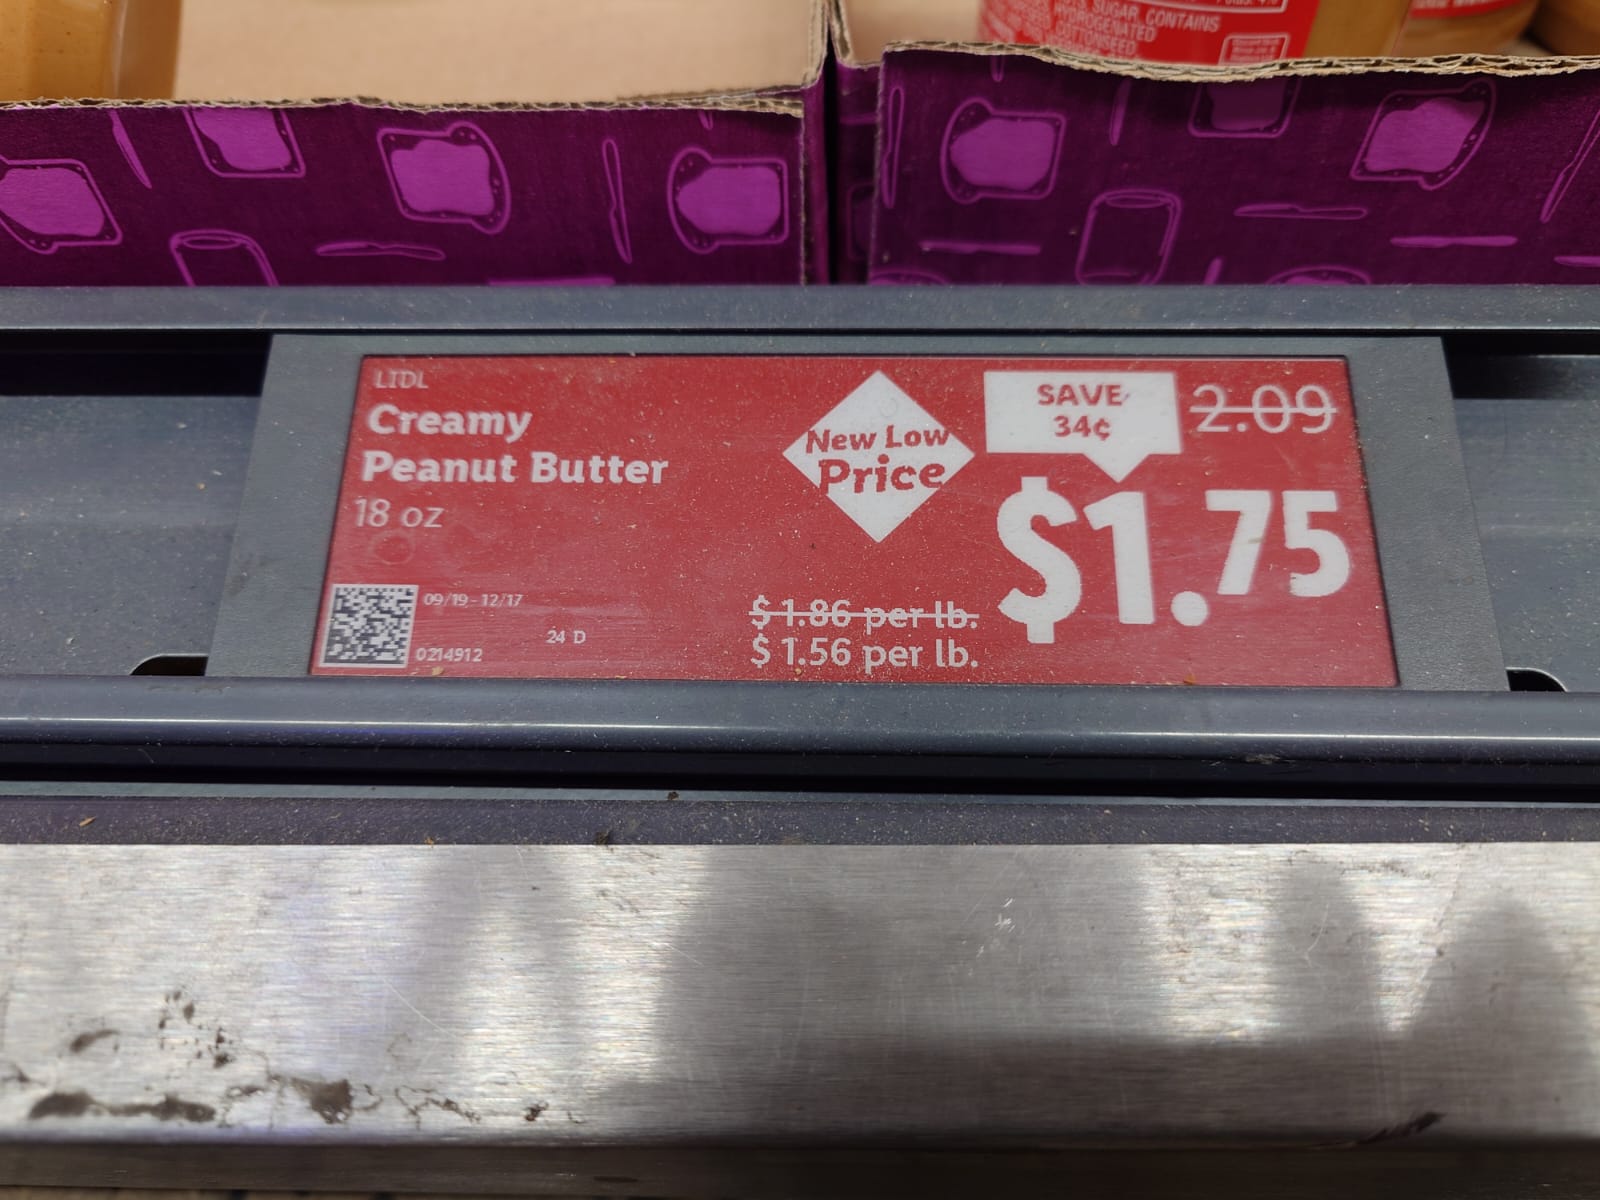 SUGAR, CONTAINS
HYDROGENATED
COTTONSEED
LIDL
Creamy
Peanut Butter
18 oz
New Low
Price
SAVE
34¢
2.09
$1.75
09/19 - 12/17
24 D
0214912
$ 1.86 per lb.
$ 1.56 per lb.